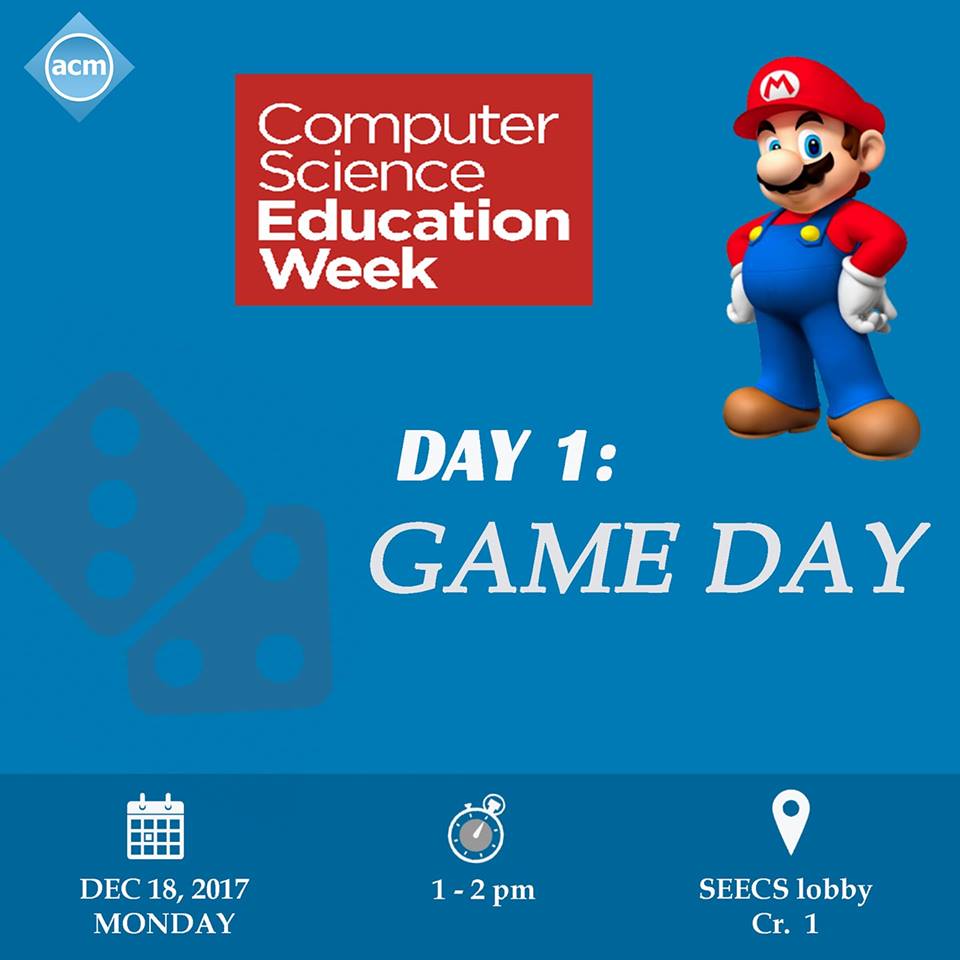 acm
Computer
Science
Education
Week
M
DAY 1:
GAME DAY
DEC 18, 2017
MONDAY
1 - 2 pm
SEECS lobby
Cr. 1